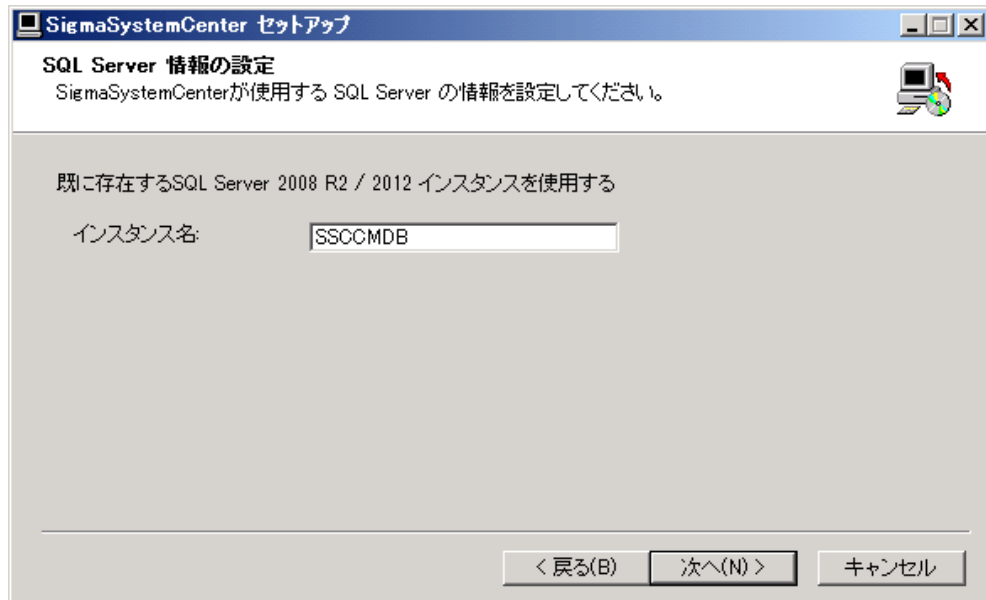 SigmaSystemCenter セットアップ
SQL Server 情報の設定
SigmaSystemCenterが使用する SQL Server の情報を設定してください。
既に存在するSQL Server 2008 R2 / 2012 インスタンスを使用する
インスタンス名: SSCCMDB
< 戻る(B) 次へ(N) > キャンセル